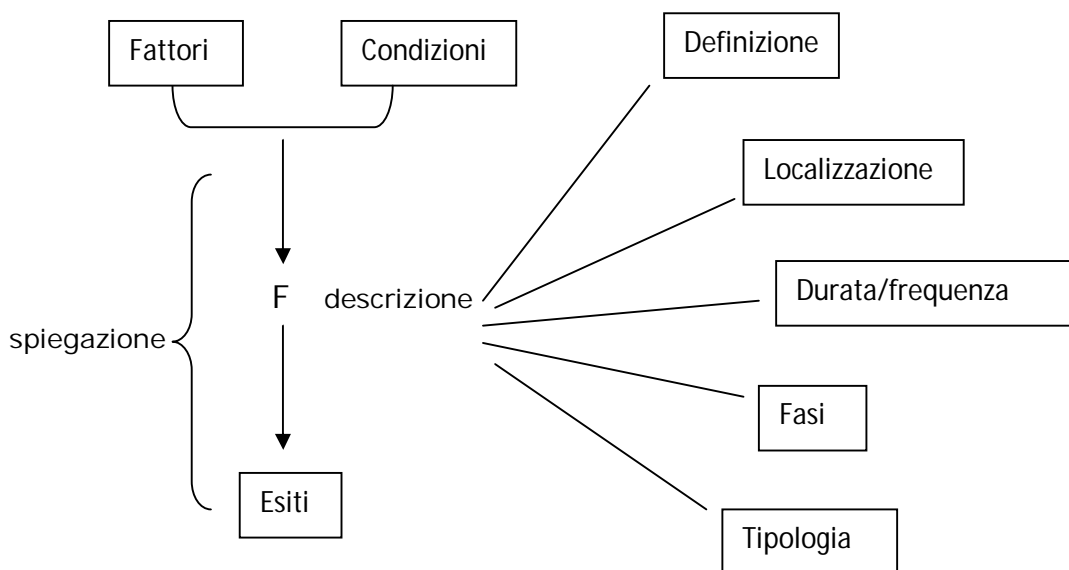 Fattori
Condizioni
Definizione
Localizzazione
F descrizione
Durata/frequenza
spiegazione
Fasi
Esiti
Tipologia